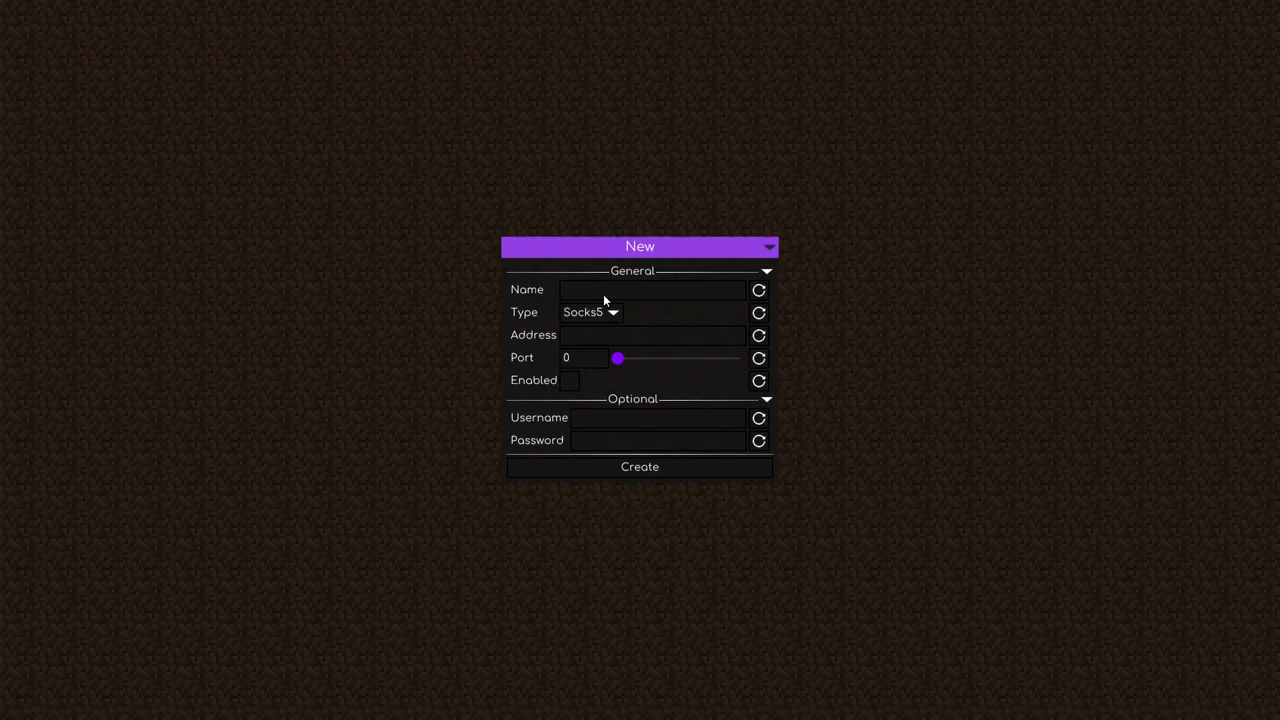 New
General
Name
Type Socks5
Address
Port 0
Enabled
Optional
Username
Password
Create